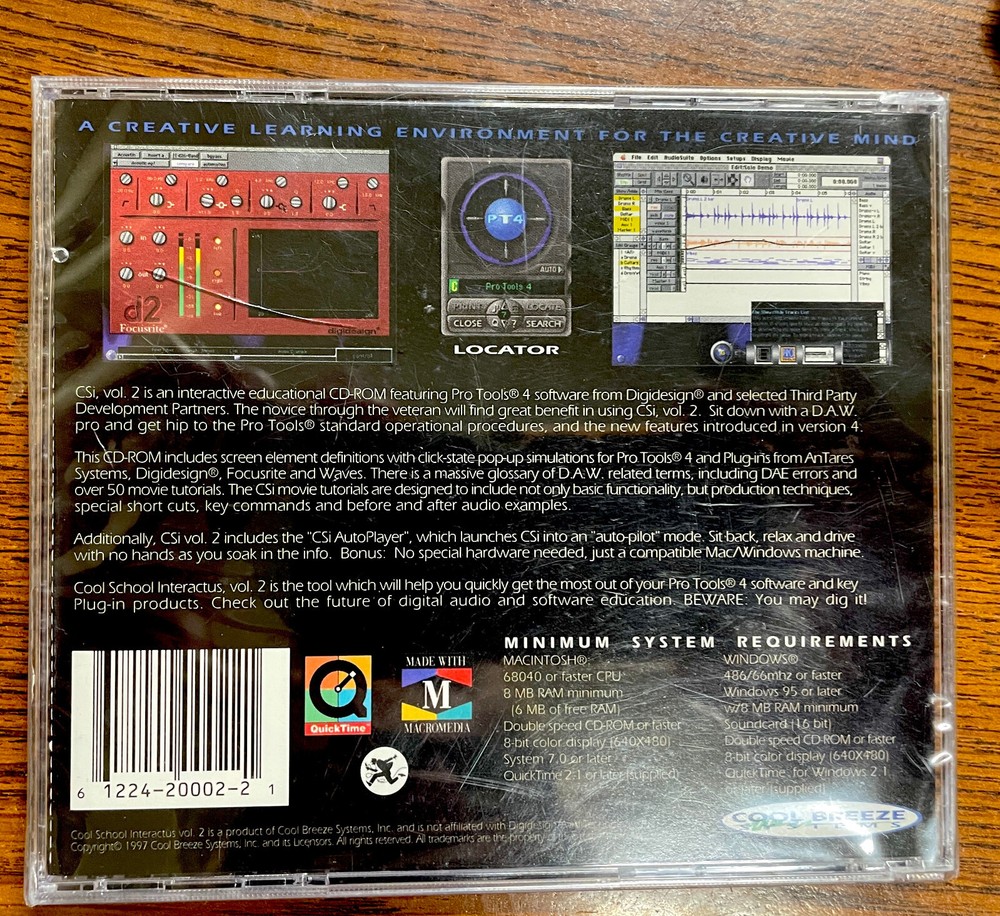 A CREATIVE LEARNING ENVIRONMENT FOR THE CREATIVE MIND
d2
Focusrite
digidesign
PT4
AUTO
Pro Tools 4
PRINT LOCATE
CLOSE Q ? SEARCH
LOCATOR
File Edit AudioSuite Options Setups Display Movie
Edit:Solo Demo
CSi, vol. 2 is an interactive educational CD-ROM featuring Pro Tools® 4 software from Digidesign® and selected Third Party
Development Partners. The novice through the veteran will find great benefit in using CSi, vol. 2. Sit down with a D.A.W.
pro and get hip to the Pro Tools® standard operational procedures, and the new features introduced in version 4.
This CD-ROM includes screen element definitions with click-state pop-up simulations for Pro Tools® 4 and Plug-ins from AnTares
Systems, Digidesign®, Focusrite and Waves. There is a massive glossary of D.A.W. related terms, including DAE errors and
over 50 movie tutorials. The CSi movie tutorials are designed to include not only basic functionality, but production techniques,
special short cuts, key commands and before and after audio examples.
Additionally, CSi vol. 2 includes the "CSi AutoPlayer", which launches CSi into an "auto-pilot" mode. Sit back, relax and drive
with no hands as you soak in the info. Bonus: No special hardware needed, just a compatible Mac/Windows machine.
Cool School Interactus, vol. 2 is the tool which will help you quickly get the most out of your Pro Tools® 4 software and key
Plug-in products. Check out the future of digital audio and software education. BEWARE: You may dig it!
MINIMUM SYSTEM REQUIREMENTS
MACINTOSH®:
68040 or faster CPU
8 MB RAM minimum
(6 MB of free RAM)
Double speed CD-ROM or faster
8-bit color display (640X480)
System 7.0 or later
QuickTime 2.1 or later (supplied)
WINDOWS®
486/66mhz or faster
Windows 95 or later
w/8 MB RAM minimum
Soundcard (16 bit)
Double speed CD-ROM or faster
8-bit color display (640X480)
QuickTime for Windows 2.1
or later (supplied)
QuickTime
MADE WITH
M
MACROMEDIA
6 1224-20002-2 1
COOL BREEZE
SYSTEMS
Cool School Interactus vol. 2 is a product of Cool Breeze Systems, Inc. and is not affiliated with
Copyright© 1997 Cool Breeze Systems, Inc. and its Licensors. All rights reserved. All trademarks are the property of